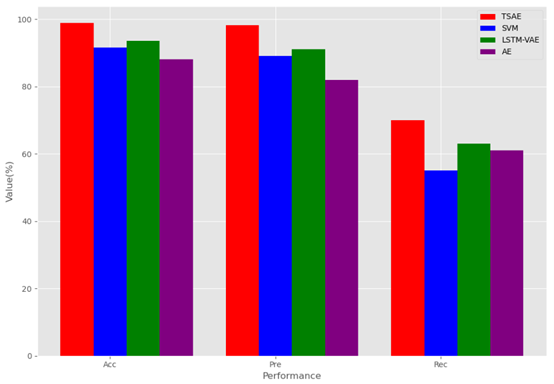 TSAE
SVM
LSTM-VAE
AE
100
80
60
40
20
0
Value(%)
Acc
Pre
Rec
Performance